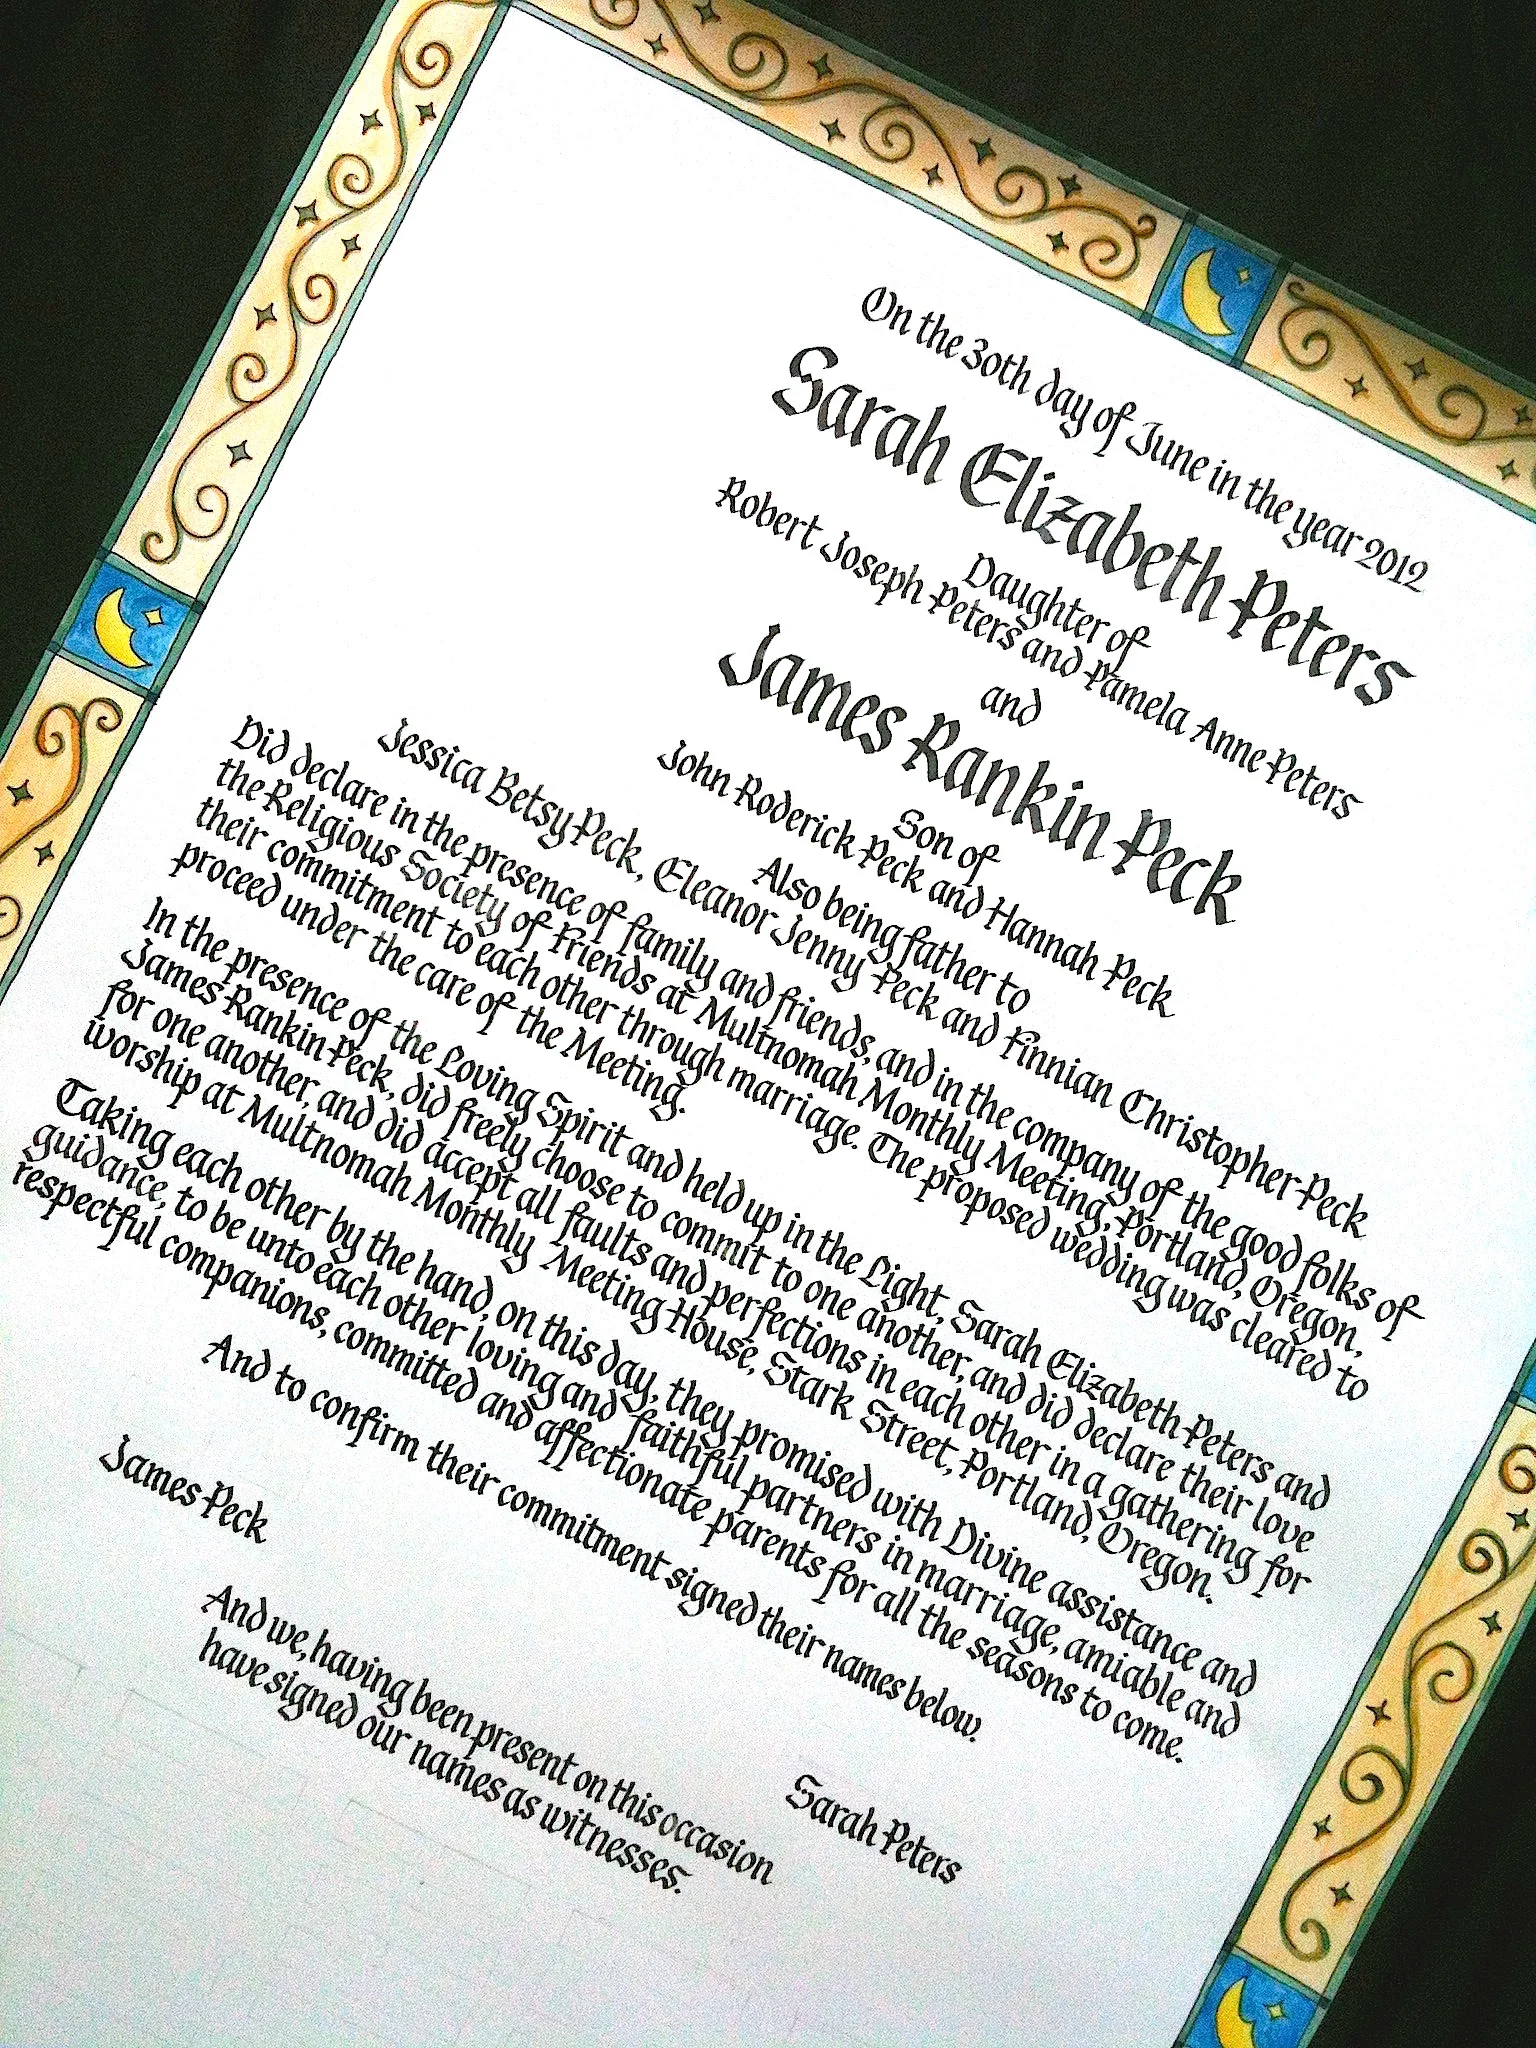 On the 30th day of June in the year 2012
Sarah Elizabeth Peters
Daughter of
Robert Joseph Peters and Pamela Anne Peters
and
James Rankin Peck
Son of
John Roderick Peck and Hannah Peck
Also being father to
Jessica Betsy Peck, Eleanor Jenny Peck and Finnian Christopher Peck
Did declare in the presence of family and friends, and in the company of the good folks of
the Religious Society of Friends at Multnomah Monthly Meeting, Portland, Oregon,
their commitment to each other through marriage. The proposed wedding was cleared to
proceed under the care of the Meeting.
In the presence of the Loving Spirit and held up in the Light, Sarah Elizabeth Peters and
James Rankin Peck, did freely choose to commit to one another, and did declare their love
for one another, and did accept all faults and perfections in each other in a gathering for
worship at Multnomah Monthly Meeting House, Stark Street, Portland, Oregon.
Taking each other by the hand, on this day, they promised with Divine assistance and
guidance, to be unto each other loving and faithful partners in marriage, amiable and
respectful companions, committed and affectionate parents for all the seasons to come.
And to confirm their commitment signed their names below.
James Peck
Sarah Peters
And we, having been present on this occasion
have signed our names as witnesses.